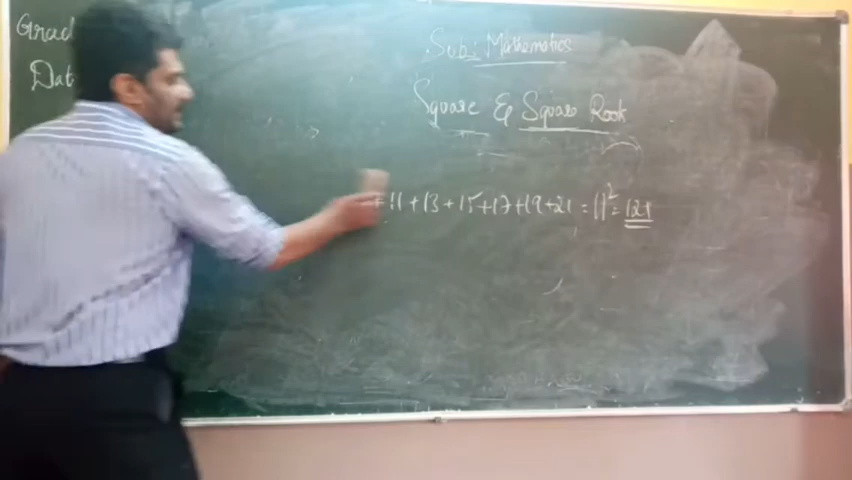 Grad
Sub: Mathematics
Dat
Square & Square Root
+ 11 + 13 + 15 + 17 + 19 + 21 = 11² = 121